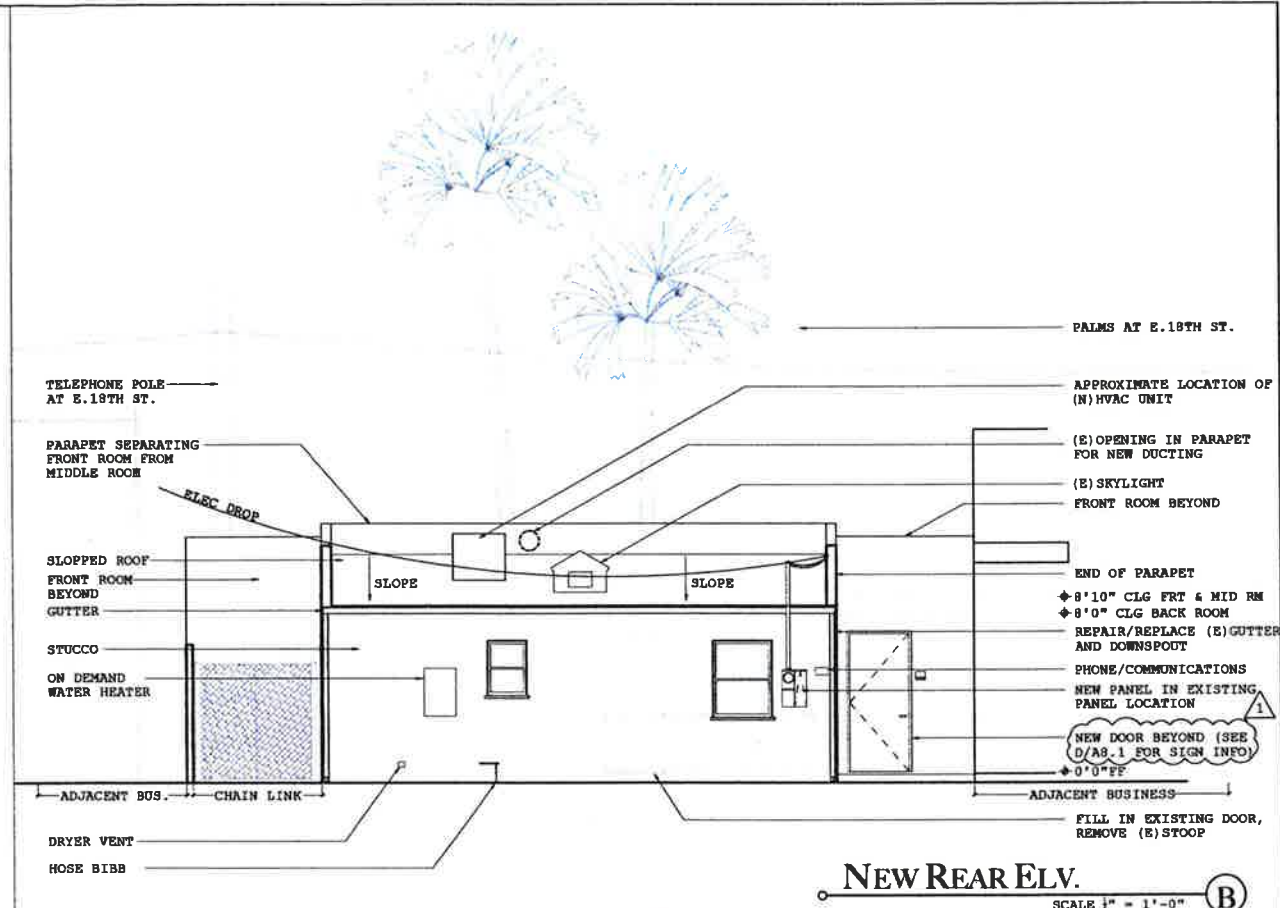 PALMS AT E.18TH ST.
TELEPHONE POLE
AT E.18TH ST.
APPROXIMATE LOCATION OF
(N)HVAC UNIT
PARAPET SEPARATING
FRONT ROOM FROM
MIDDLE ROOM
(E)OPENING IN PARAPET
FOR NEW DUCTING
ELEC DROP
(E)SKYLIGHT
FRONT ROOM BEYOND
SLOPPED ROOF
SLOPE
SLOPE
END OF PARAPET
FRONT ROOM
BEYOND
8'10" CLG FRT & MID RM
8'0" CLG BACK ROOM
GUTTER
REPAIR/REPLACE (E)GUTTER
AND DOWNSPOUT
STUCCO
PHONE/COMMUNICATIONS
ON DEMAND
WATER HEATER
NEW PANEL IN EXISTING
PANEL LOCATION
1
NEW DOOR BEYOND (SEE
D/A8.1 FOR SIGN INFO)
0'0"FF
ADJACENT BUS.
CHAIN LINK
ADJACENT BUSINESS
FILL IN EXISTING DOOR,
REMOVE (E)STOOP
DRYER VENT
HOSE BIBB
NEW REAR ELV.
SCALE = 1'-0"
B